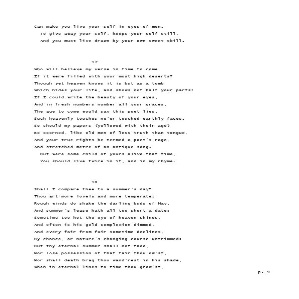 Can make you live your self in eyes of men.
To give away your self, keeps your self still,
And you must live drawn by your own sweet skill.
Who will believe my verse in time to come
If it were filled with your most high deserts?
Though yet heaven knows it is but as a tomb
Which hides your life, and shows not half your parts:
If I could write the beauty of your eyes,
And in fresh numbers number all your graces,
The age to come would say this poet lies,
Such heavenly touches ne'er touched earthly faces.
So should my papers (yellowed with their age)
Be scorned, like old men of less truth than tongue,
And your true rights be termed a poet's rage
And stretched metre of an antique song.
But were some child of yours alive that time,
You should live twice in it, and in my rhyme.
Shall I compare thee to a summer's day?
Thou art more lovely and more temperate:
Rough winds do shake the darling buds of May,
And summer's lease hath all too short a date:
Sometime too hot the eye of heaven shines,
And often is his gold complexion dimmed,
And every fair from fair sometime declines,
By chance, or nature's changing course untrimmed:
But thy eternal summer shall not fade,
Nor lose possession of that fair thou ow'st,
Nor shall death brag thou wand'rest in his shade,
When in eternal lines to time thou grow'st,